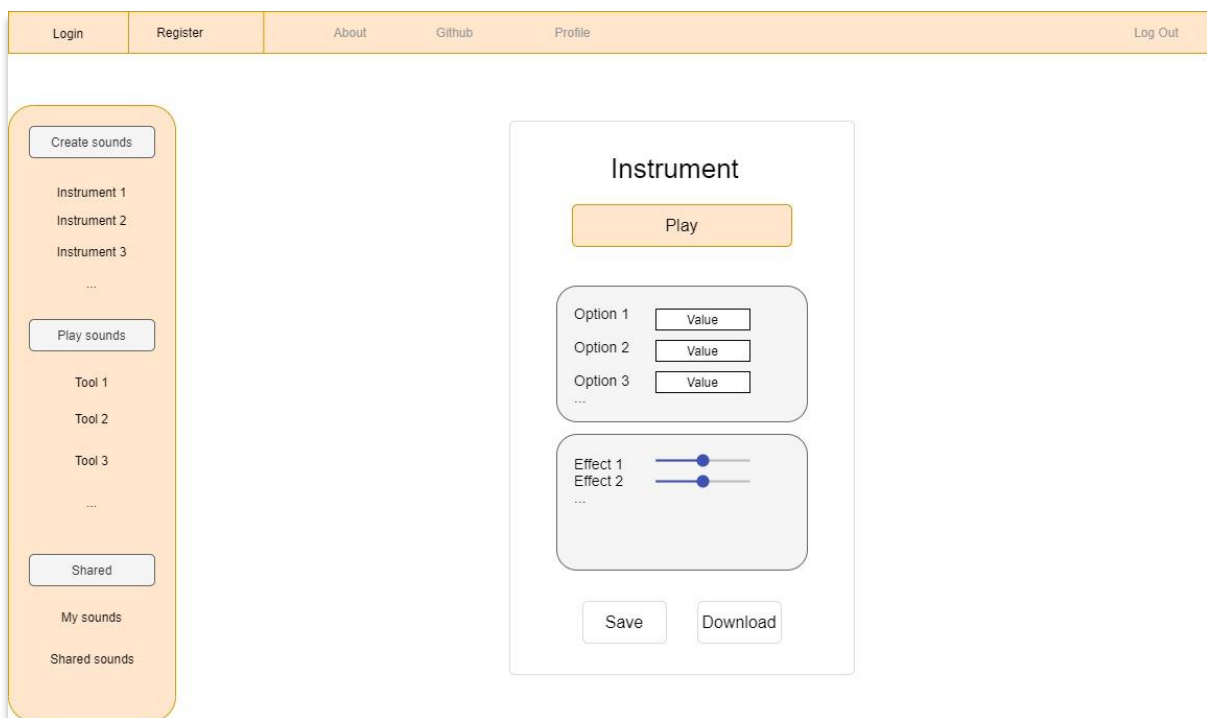 Login
Register
About
Github
Profile
Log Out
Create sounds
Instrument 1
Instrument 2
Instrument 3
...
Play sounds
Tool 1
Tool 2
Tool 3
...
Shared
My sounds
Shared sounds
Instrument
Play
Option 1 Value
Option 2 Value
Option 3 Value
...
Effect 1
Effect 2
...
Save
Download